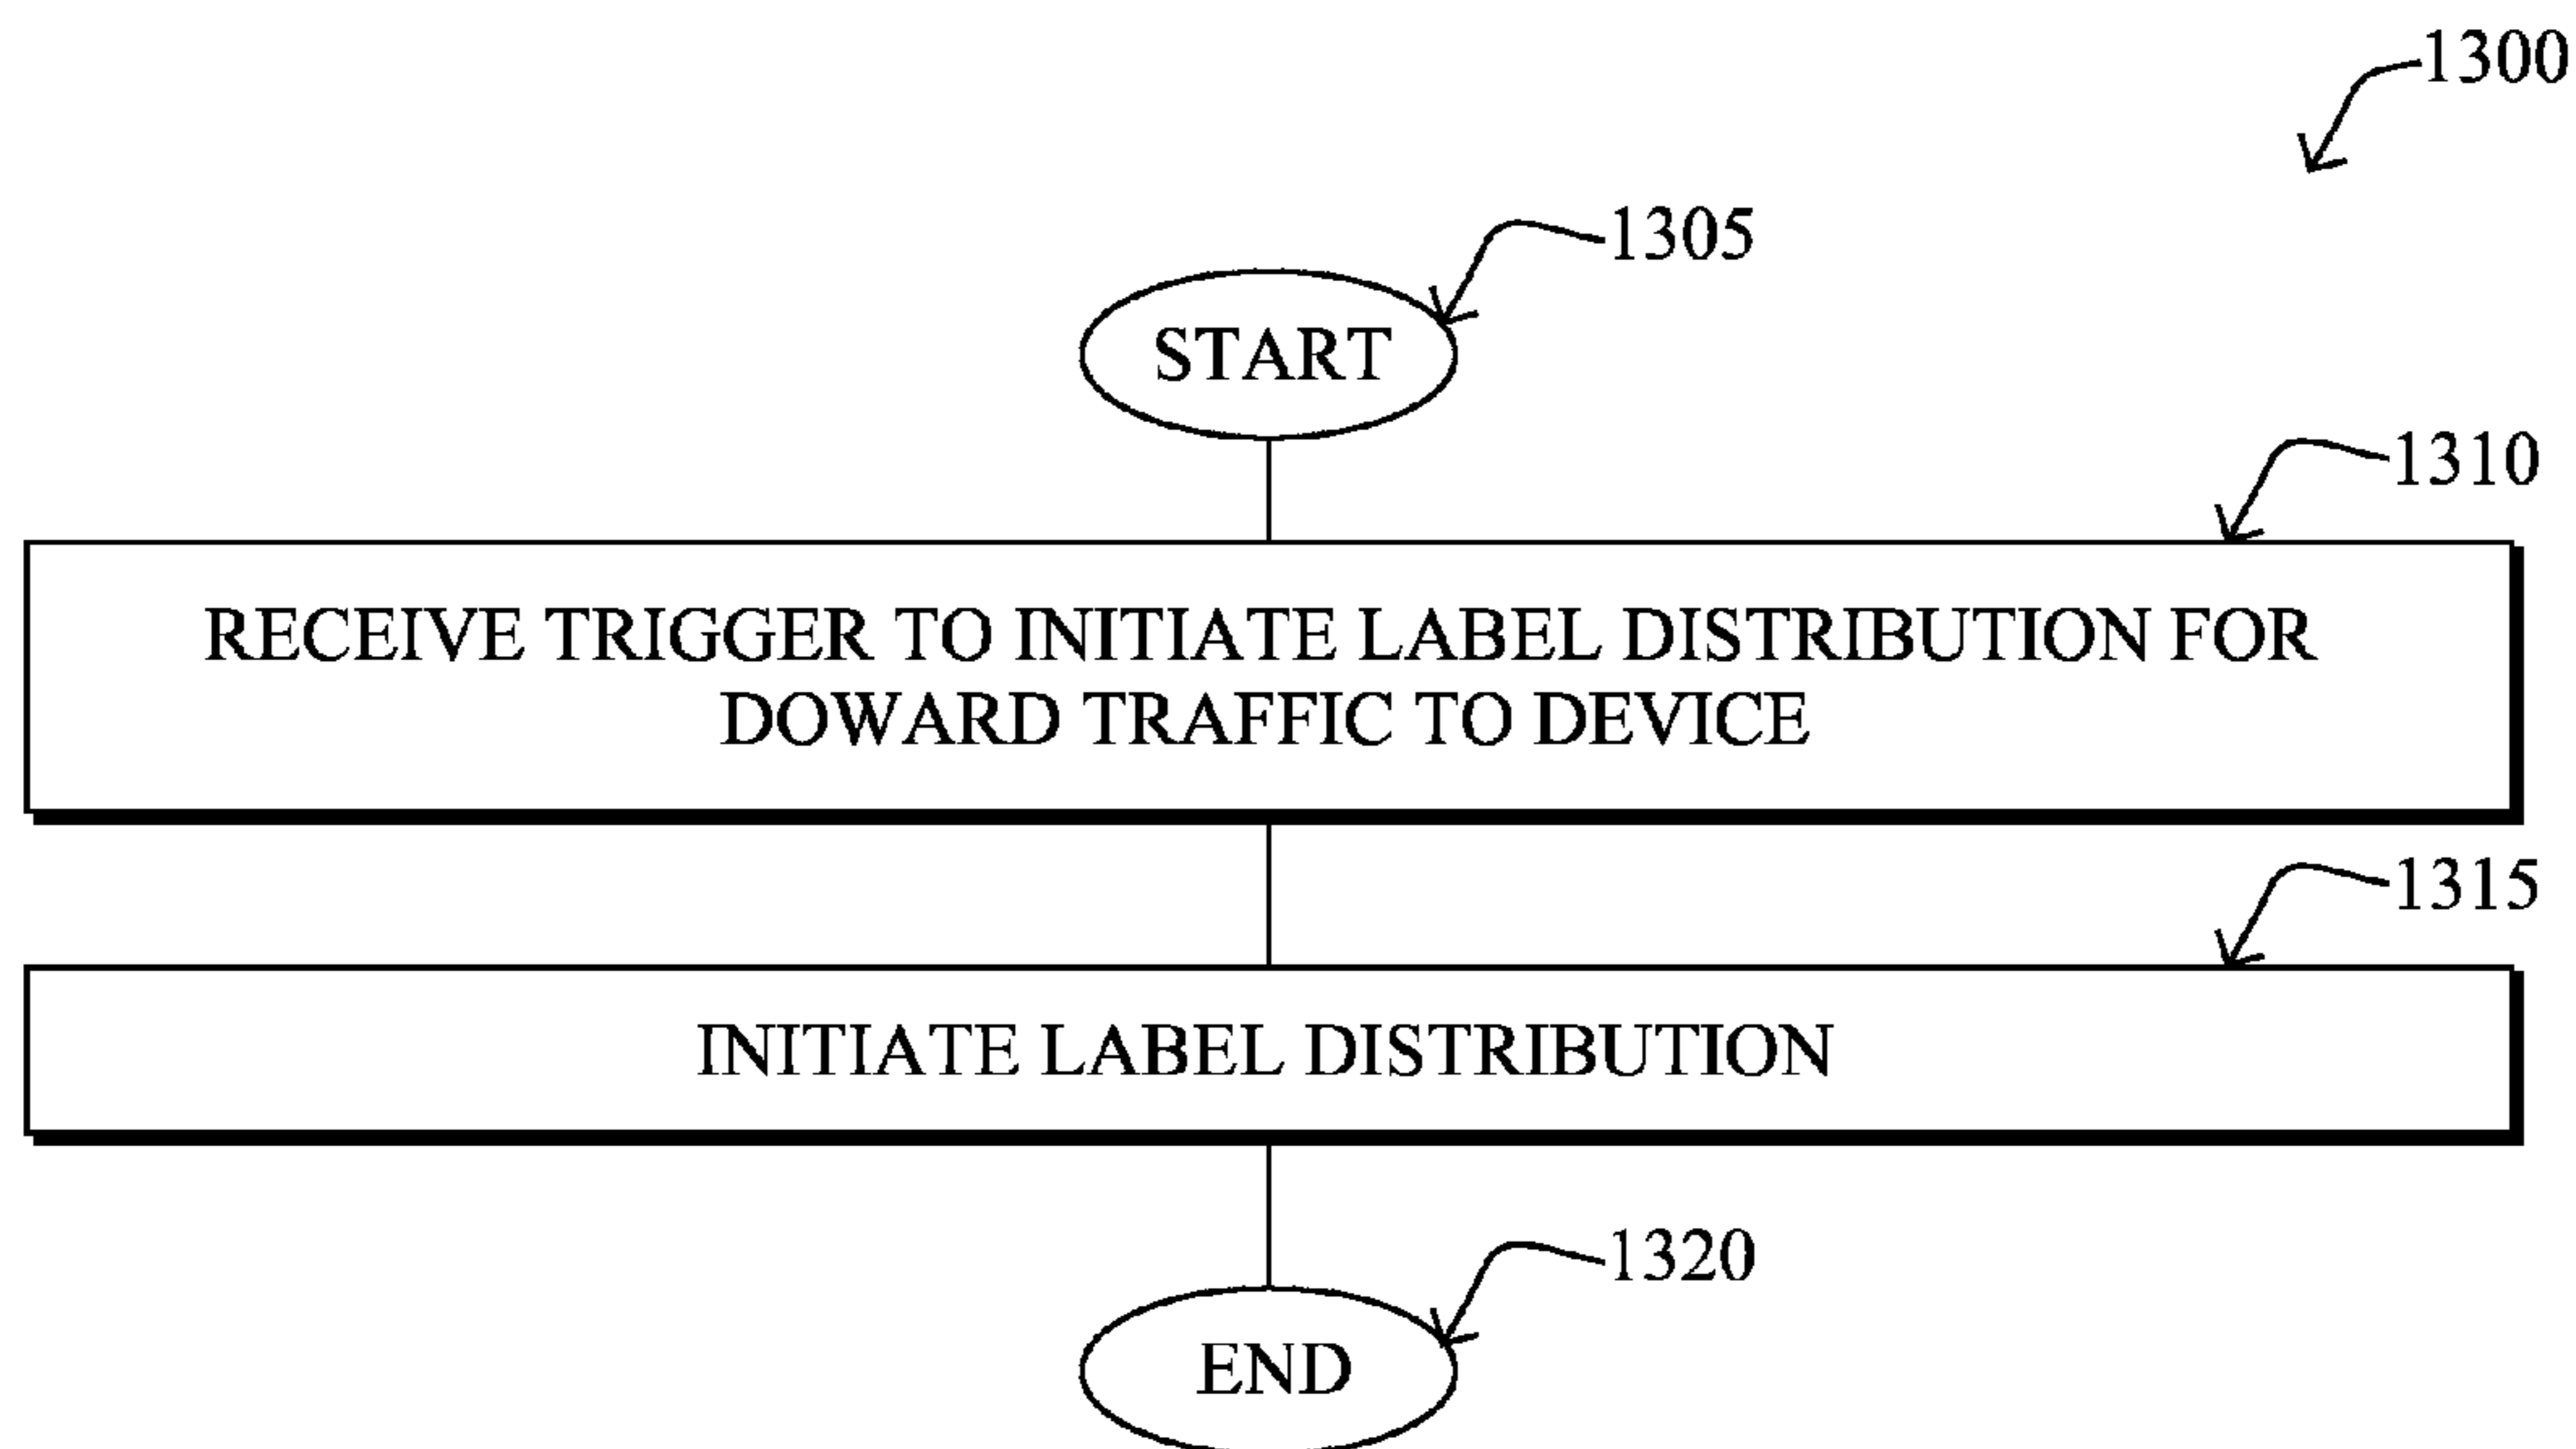 1300
1305
START
1310
RECEIVE TRIGGER TO INITIATE LABEL DISTRIBUTION FOR
DOWARD TRAFFIC TO DEVICE
1315
INITIATE LABEL DISTRIBUTION
1320
END